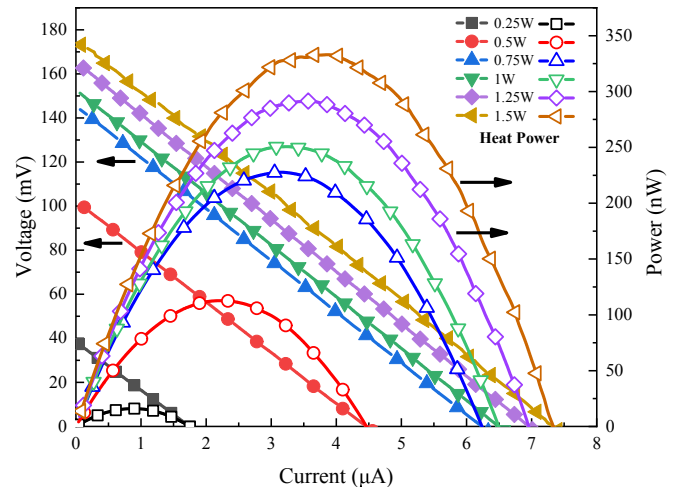 180
160
140
120
100
80
60
40
20
0
Voltage (mV)
0
1
2
3
4
5
6
7
8
Current (μA)
350
300
250
200
150
100
50
0
Power (nW)
0.25W
0.5W
0.75W
1W
1.25W
1.5W
Heat Power